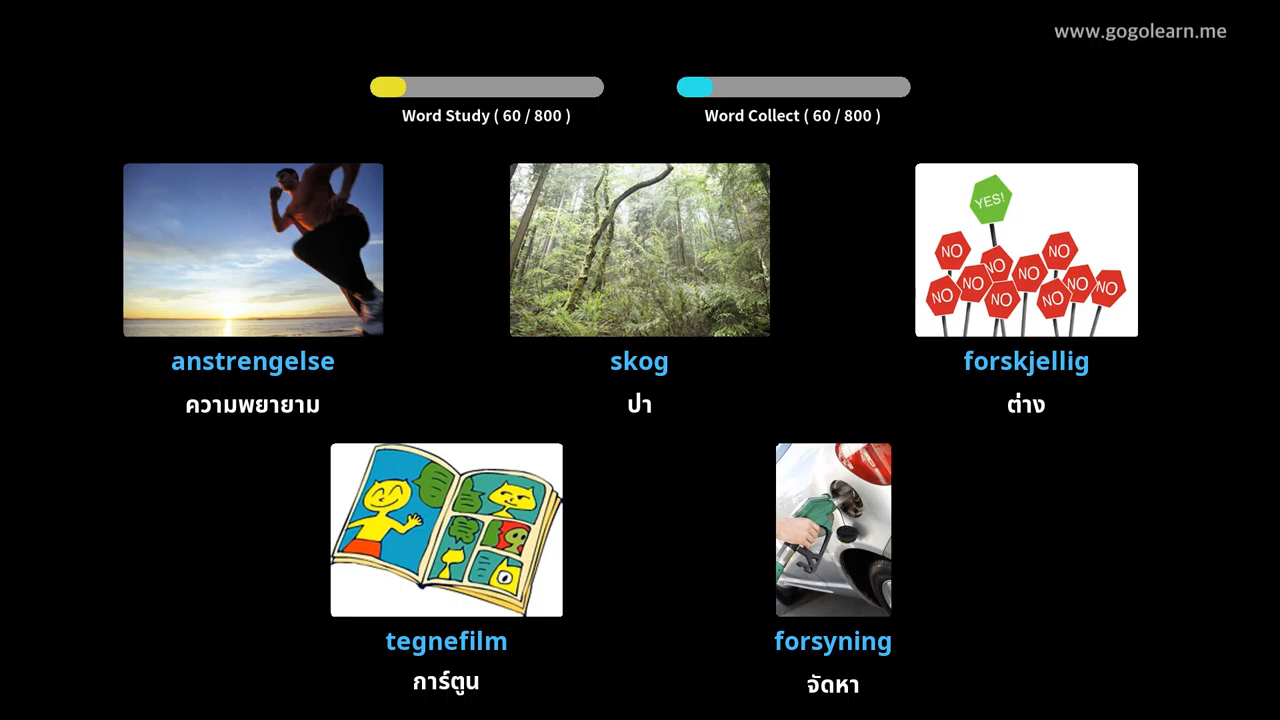 www.gogolearn.me
Word Study ( 60 / 800 )
Word Collect ( 60 / 800 )
YES!
NO
NO
NO
NO
NO
NO
NO
NO
NO
NO
anstrengelse
skog
forskjellig
ความพยายาม
ป่า
ต่าง
tegnefilm
forsyning
การ์ตูน
จัดหา